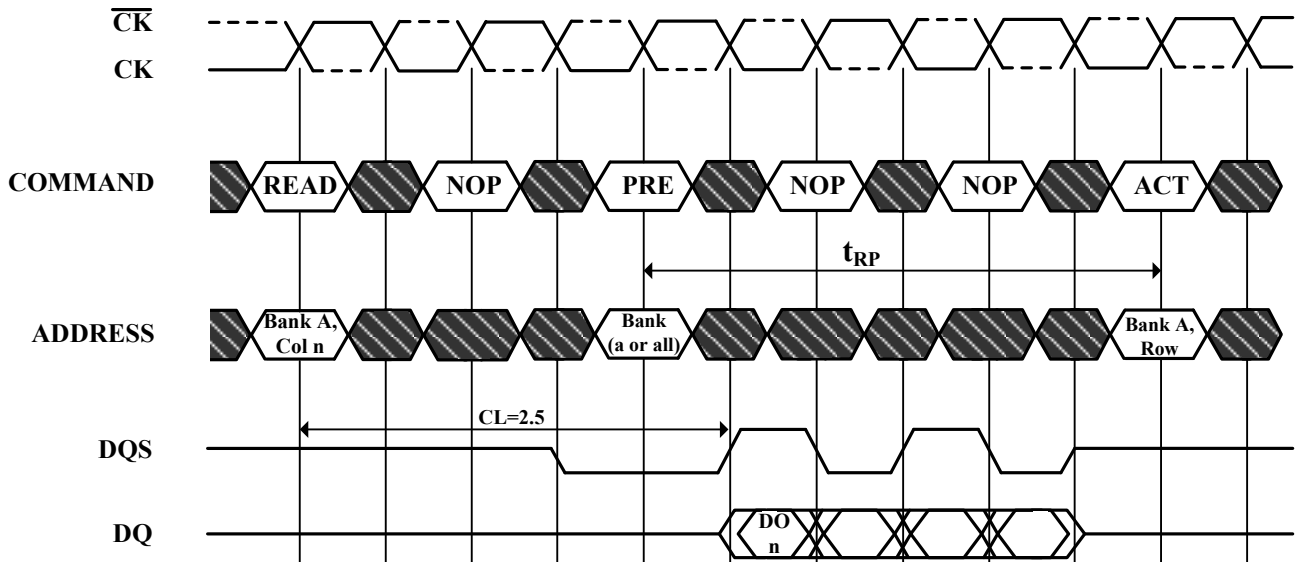 CK
CK
COMMAND
READ
NOP
PRE
NOP
NOP
ACT
tRP
ADDRESS
Bank A,
Col n
Bank
(a or all)
Bank A,
Row
CL=2.5
DQS
DQ
DO
n